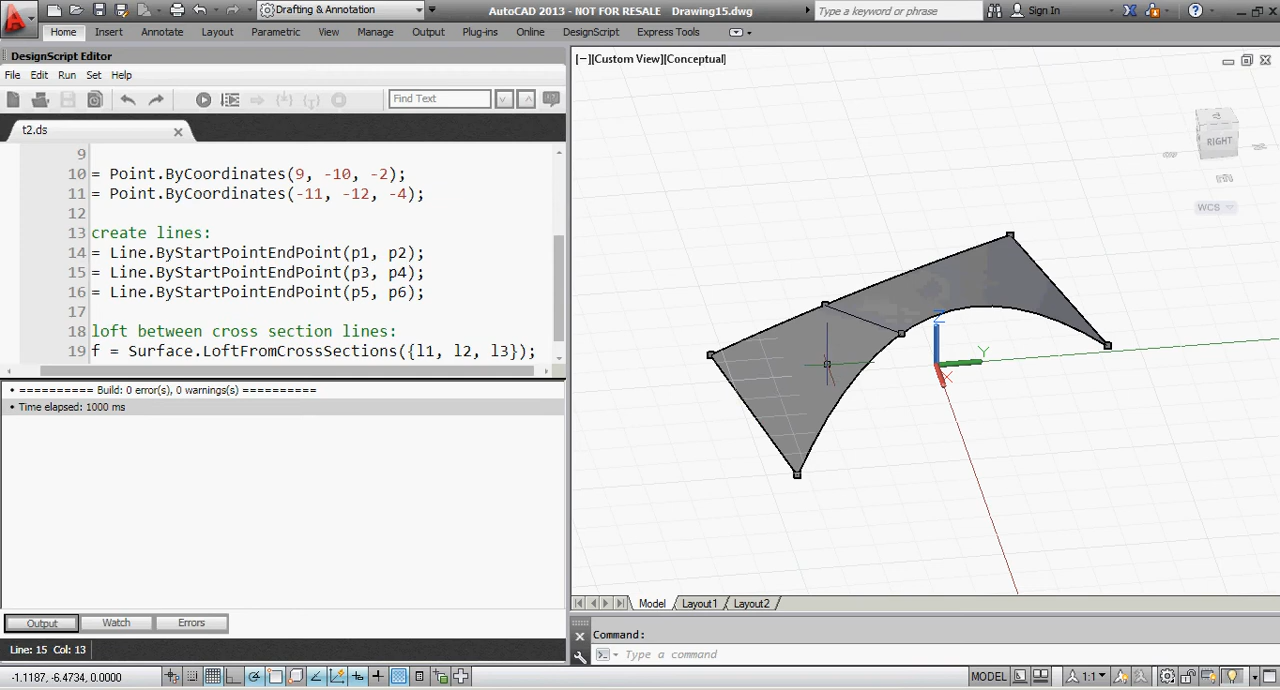 Drafting & Annotation
AutoCAD 2013 - NOT FOR RESALE Drawing15.dwg
Type a keyword or phrase
Sign In
Home Insert Annotate Layout Parametric View Manage Output Plug-ins Online DesignScript Express Tools
DesignScript Editor
File Edit Run Set Help
Find Text
t2.ds
9
10 = Point.ByCoordinates(9, -10, -2);
11 = Point.ByCoordinates(-11, -12, -4);
12
13 create lines:
14 = Line.ByStartPointEndPoint(p1, p2);
15 = Line.ByStartPointEndPoint(p3, p4);
16 = Line.ByStartPointEndPoint(p5, p6);
17
18 loft between cross section lines:
19 f = Surface.LoftFromCrossSections({l1, l2, l3});
========== Build: 0 error(s), 0 warnings(s) ==========
Time elapsed: 1000 ms
Output Watch Errors
Line: 15 Col: 13
[−][Custom View][Conceptual]
RIGHT
WCS
Z
Y
X
Model Layout1 Layout2
Command:
Type a command
-1.1187, -6.4734, 0.0000
MODEL
1:1